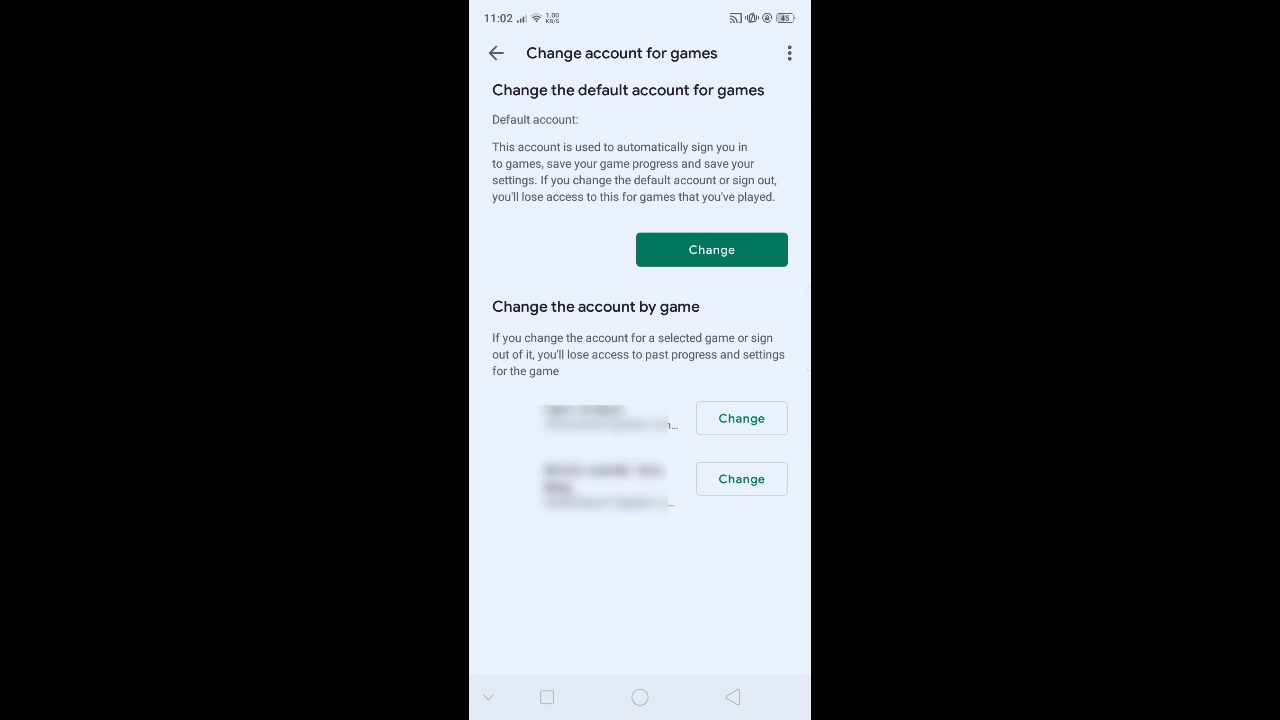 11:02 1.00 KB/S 45
Change account for games
Change the default account for games
Default account:
This account is used to automatically sign you in
to games, save your game progress and save your
settings. If you change the default account or sign out,
you'll lose access to this for games that you've played.
Change
Change the account by game
If you change the account for a selected game or sign
out of it, you'll lose access to past progress and settings
for the game
Change
Change